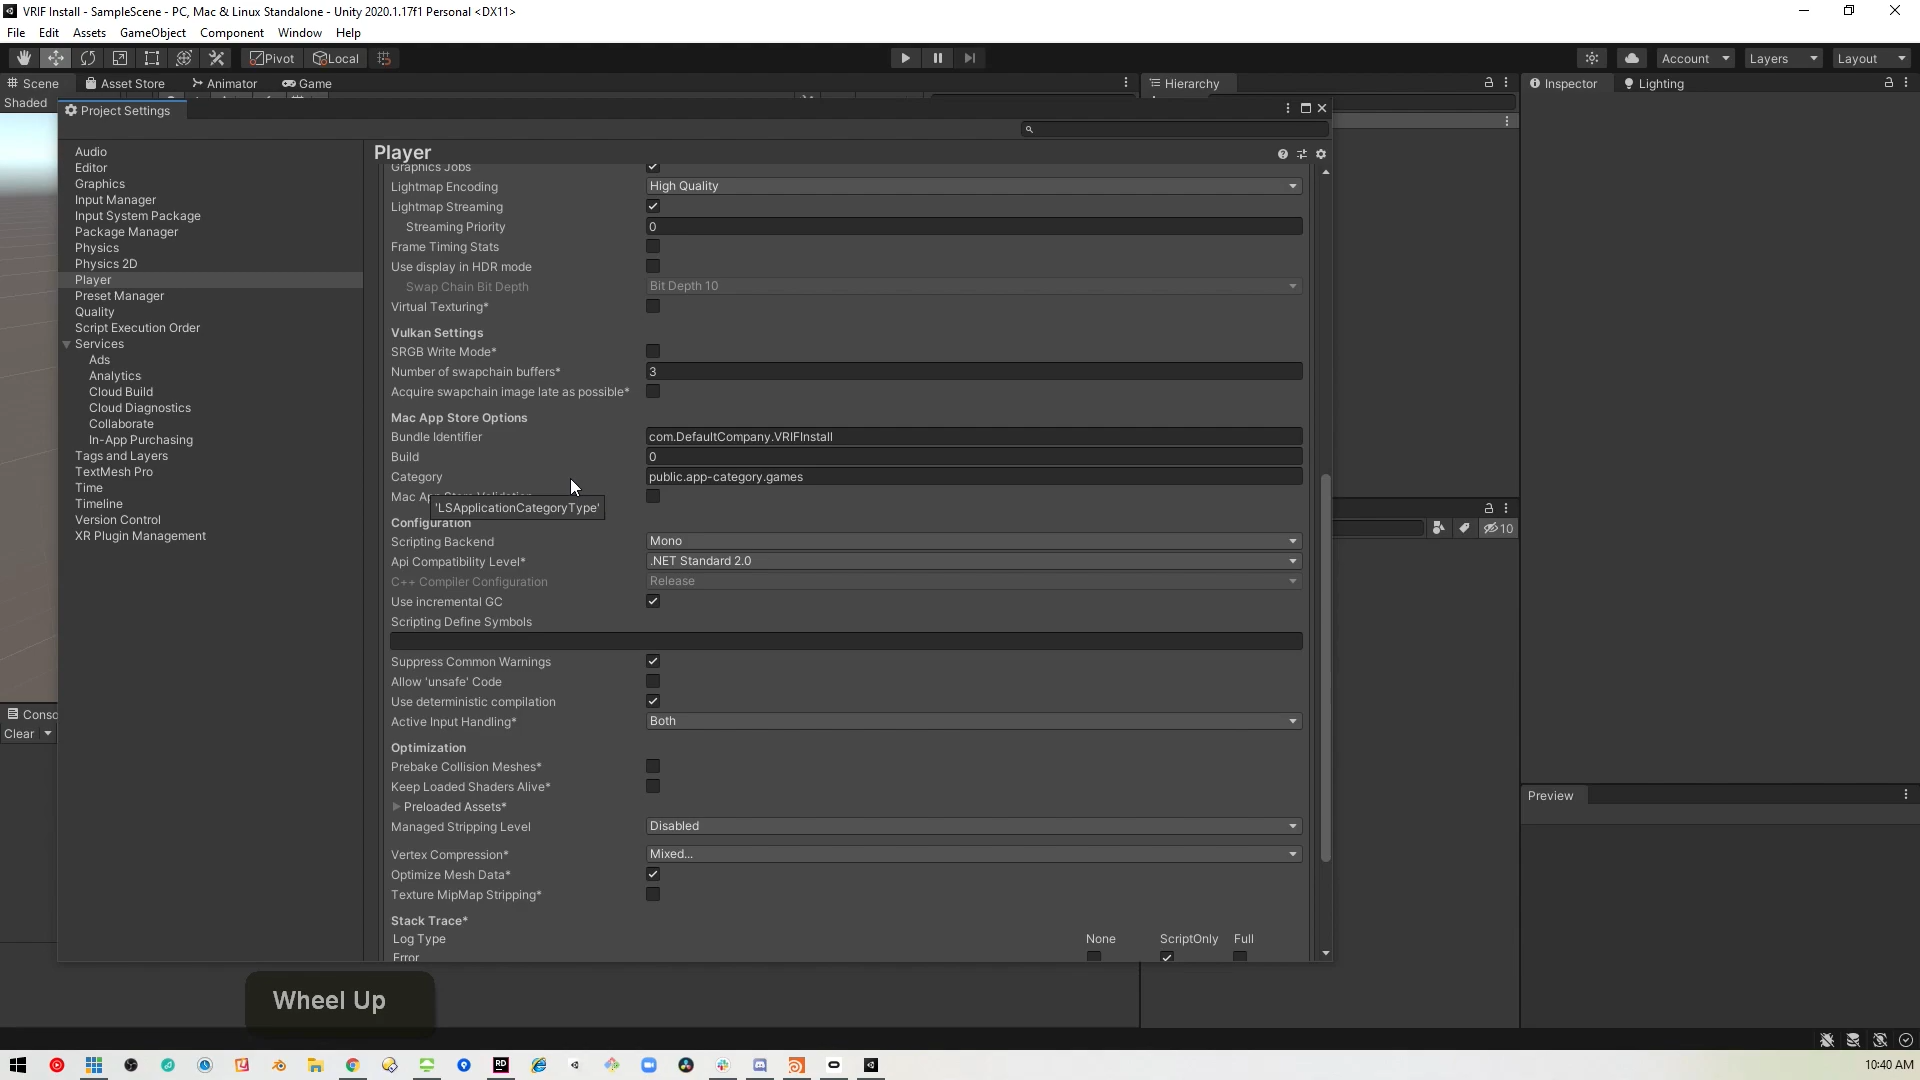 VRIF Install - SampleScene - PC, Mac & Linux Standalone - Unity 2020.1.17f1 Personal <DX11>
File Edit Assets GameObject Component Window Help
Pivot Local Account Layers Layout
Scene Asset Store Animator Game Hierarchy Inspector Lighting
Shaded
Project Settings
Player
Audio
Editor
Graphics
Input Manager
Input System Package
Package Manager
Physics
Physics 2D
Player
Preset Manager
Quality
Script Execution Order
Services
Ads
Analytics
Cloud Build
Cloud Diagnostics
Collaborate
In-App Purchasing
Tags and Layers
TextMesh Pro
Time
Timeline
Version Control
XR Plugin Management
Graphics Jobs
Lightmap Encoding High Quality
Lightmap Streaming
Streaming Priority 0
Frame Timing Stats
Use display in HDR mode
Swap Chain Bit Depth Bit Depth 10
Virtual Texturing*
Vulkan Settings
SRGB Write Mode*
Number of swapchain buffers* 3
Acquire swapchain image late as possible*
Mac App Store Options
Bundle Identifier com.DefaultCompany.VRIFInstall
Build 0
Category public.app-category.games
Mac App Store Validation
'LSApplicationCategoryType'
Configuration
Scripting Backend Mono
Api Compatibility Level* .NET Standard 2.0
C++ Compiler Configuration Release
Use incremental GC
Scripting Define Symbols
Suppress Common Warnings
Allow 'unsafe' Code
Use deterministic compilation
Active Input Handling* Both
Optimization
Prebake Collision Meshes*
Keep Loaded Shaders Alive*
Preloaded Assets*
Managed Stripping Level Disabled
Vertex Compression* Mixed...
Optimize Mesh Data*
Texture MipMap Stripping*
Stack Trace*
Log Type None ScriptOnly Full
Error
Conso
Clear
10
Preview
Wheel Up
10:40 AM